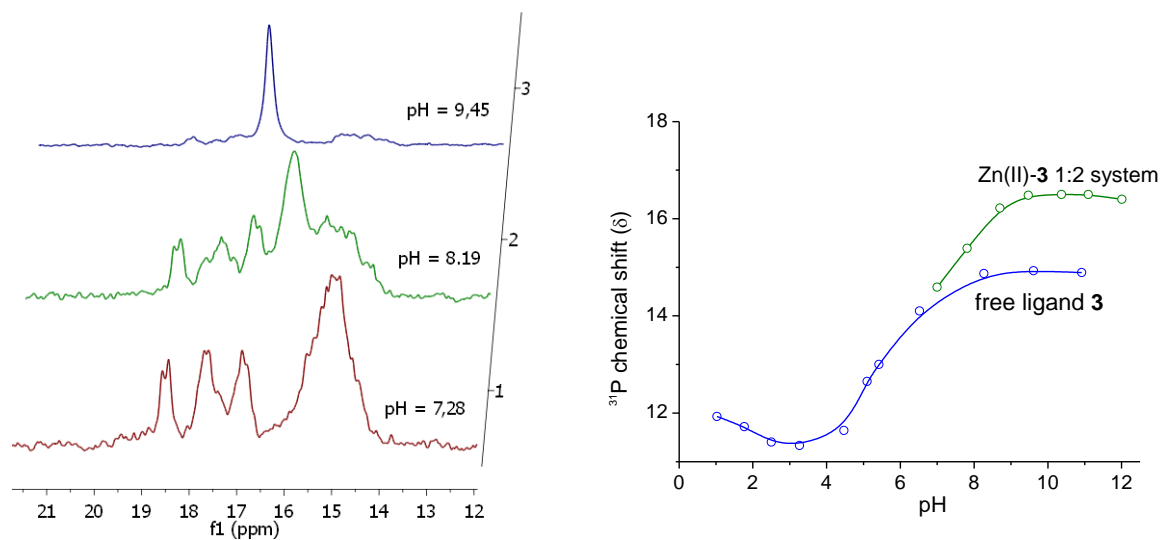 3
pH = 9,45
2
pH = 8.19
1
pH = 7,28
21 20 19 18 17 16 15 14 13 12
f1 (ppm)
18
16
14
12
³¹P chemical shift (δ)
Zn(II)-3 1:2 system
free ligand 3
0 2 4 6 8 10 12
pH